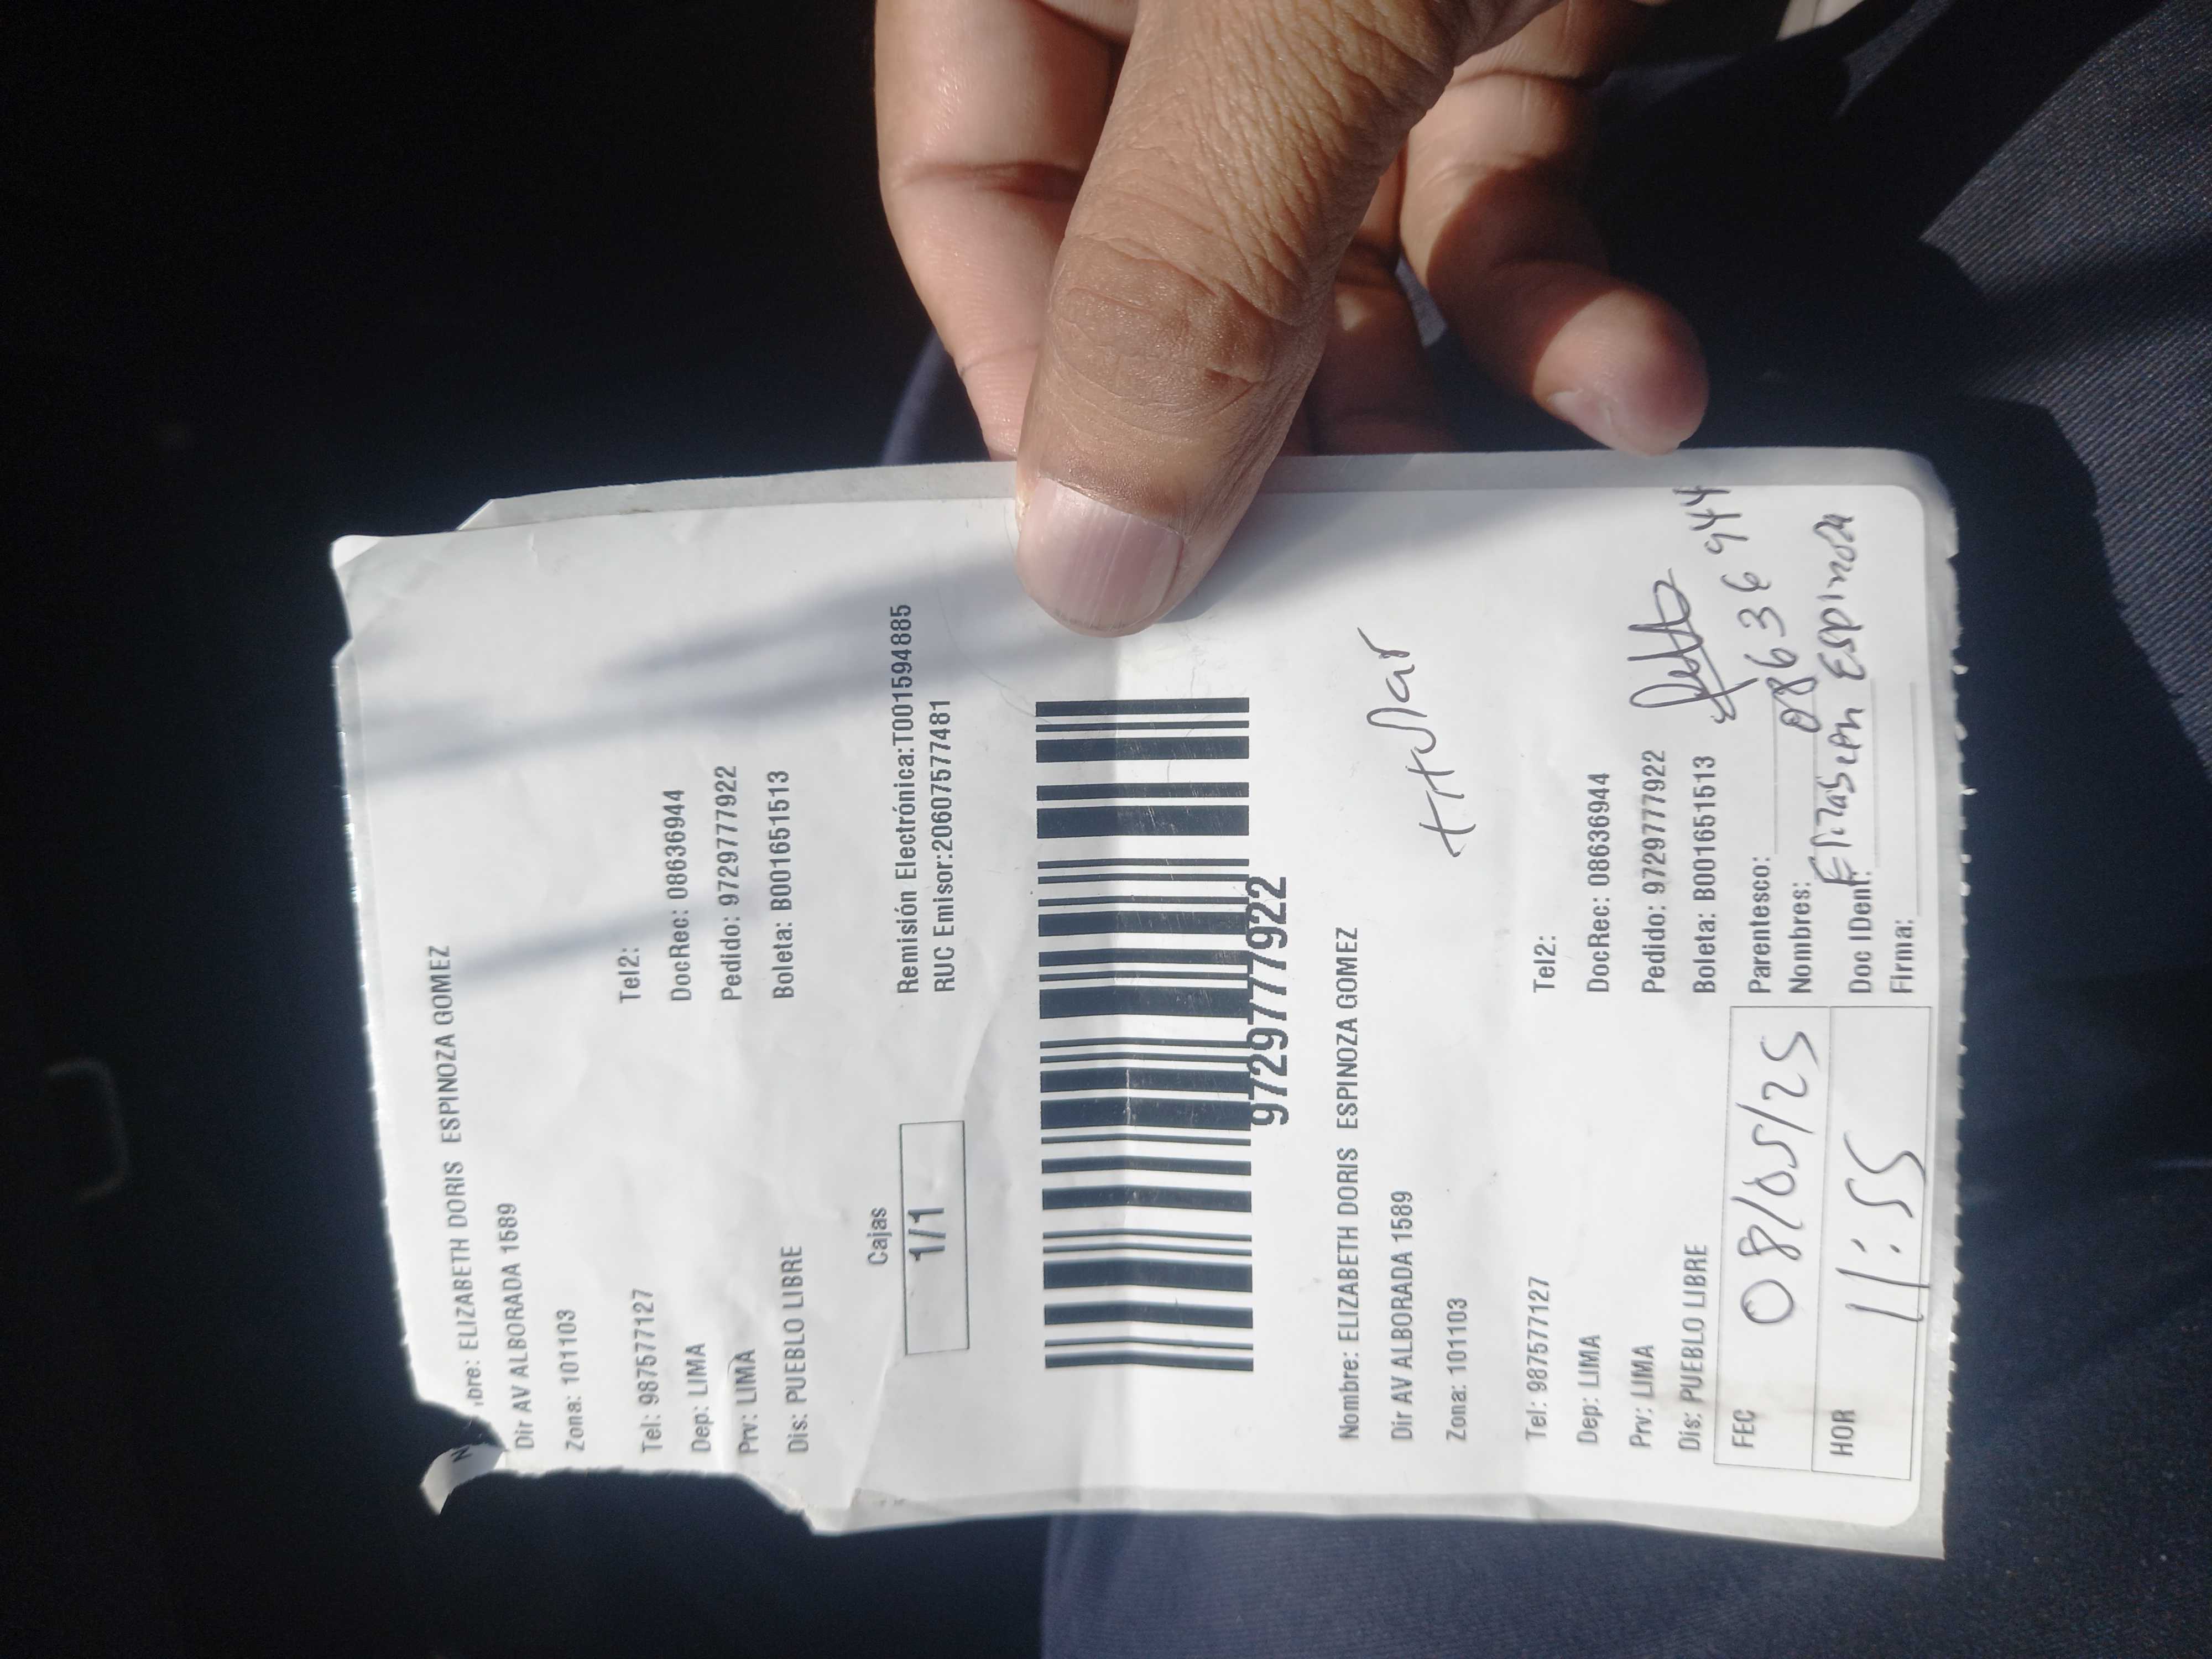 N
bre: ELIZABETH DORIS ESPINOZA GOMEZ
Dir AV ALBORADA 1589
Zona: 101103
Tel: 987577127 Tel2:
Dep: LIMA DocRec: 08636944
Prv: LIMA Pedido: 97297777922
Dis: PUEBLO LIBRE Boleta: B001651513
Cajas
1/1
Remisión Electrónica:T001594885
RUC Emisor:20607577481
97297777922
Nombre: ELIZABETH DORIS ESPINOZA GOMEZ
Dir AV ALBORADA 1589
titular
Zona: 101103
Tel: 987577127 Tel2:
Dep: LIMA DocRec: 08636944
Prv: LIMA Pedido: 97297777922
Dis: PUEBLO LIBRE Boleta: B001651513
FEC 08/05/25
HOR 11:55
Parentesco:
Nombres: 08636944
Elizabeth Espinoza
Doc IDent:
Firma: